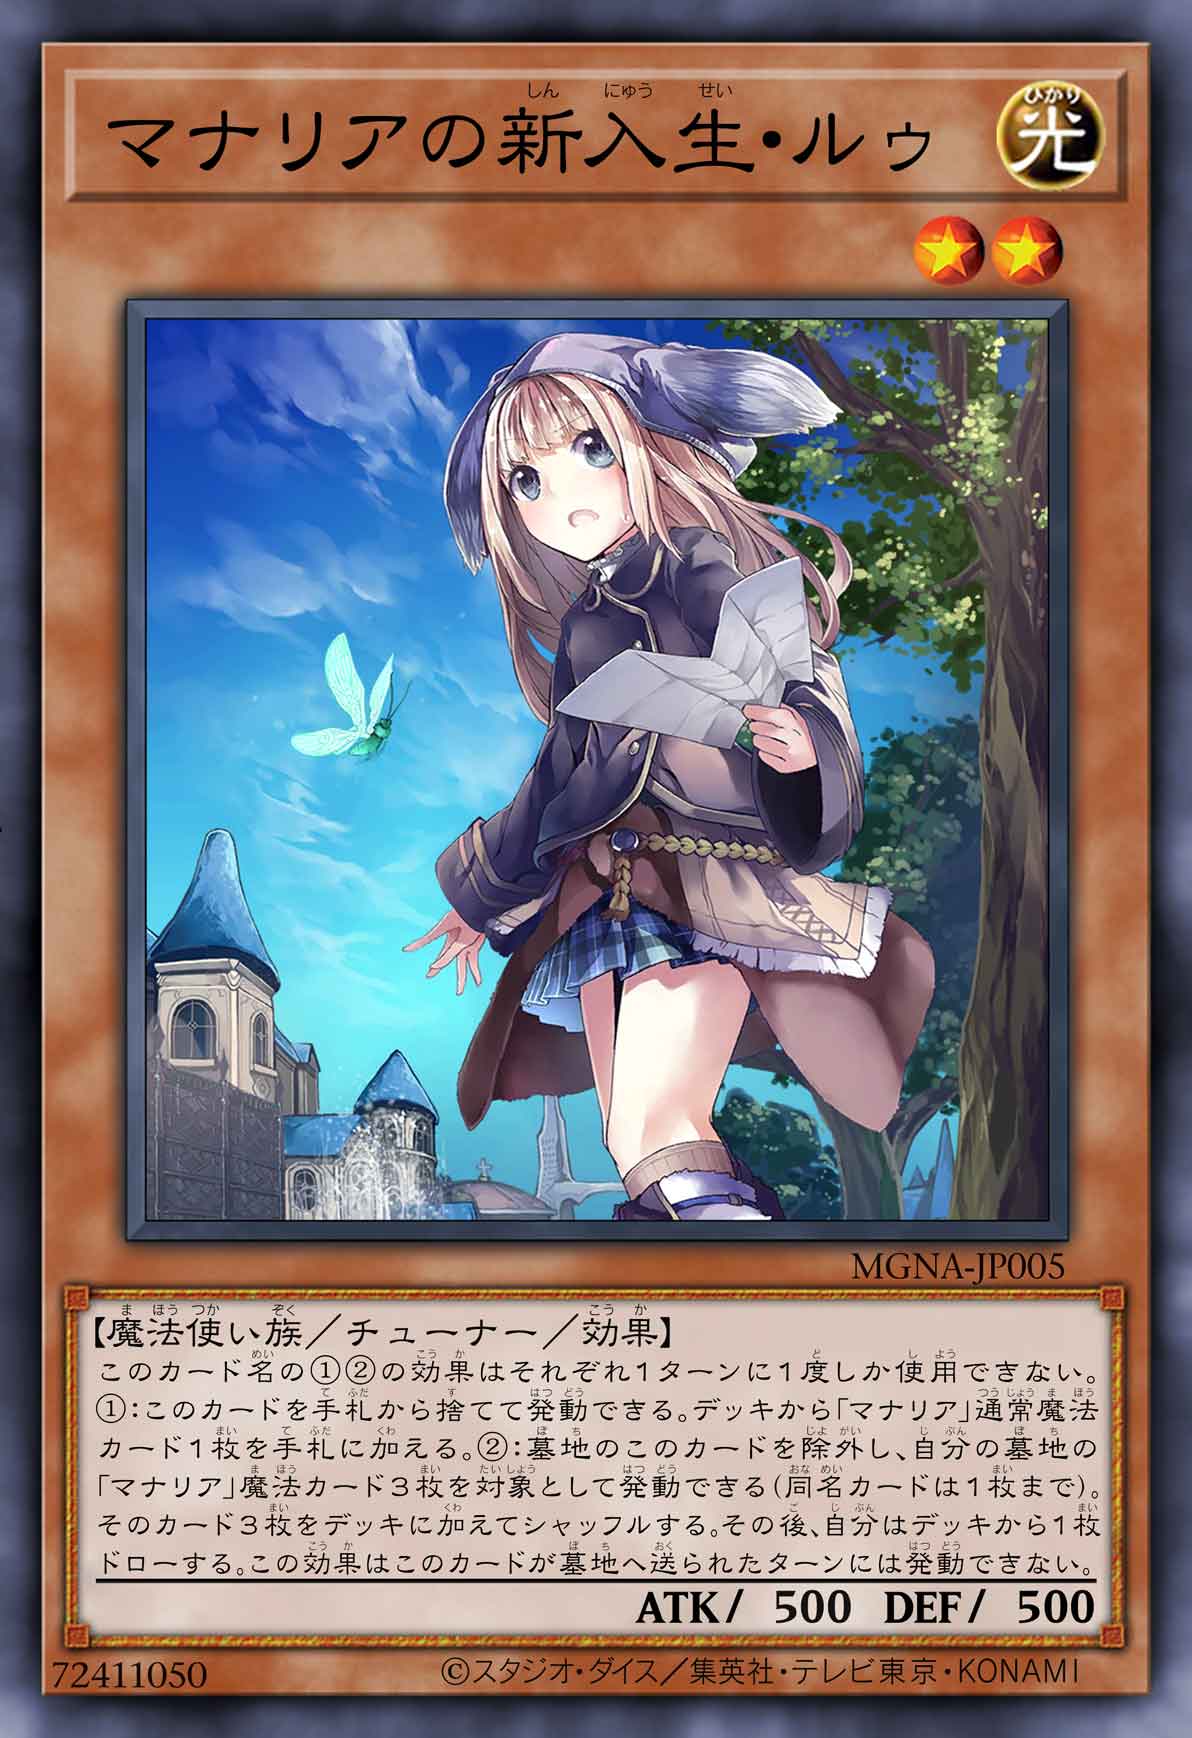 マナリアの新入生・ルゥ
光
MGNA-JP005
【魔法使い族／チューナー／効果】
このカード名の①②の効果はそれぞれ1ターンに1度しか使用できない。
①：このカードを手札から捨てて発動できる。デッキから「マナリア」通常魔法
カード1枚を手札に加える。②：墓地のこのカードを除外し、自分の墓地の
「マナリア」魔法カード3枚を対象として発動できる(同名カードは1枚まで)。
そのカード3枚をデッキに加えてシャッフルする。その後、自分はデッキから1枚
ドローする。この効果はこのカードが墓地へ送られたターンには発動できない。
ATK/ 500 DEF/ 500
72411050 ©スタジオ・ダイス／集英社・テレビ東京・KONAMI